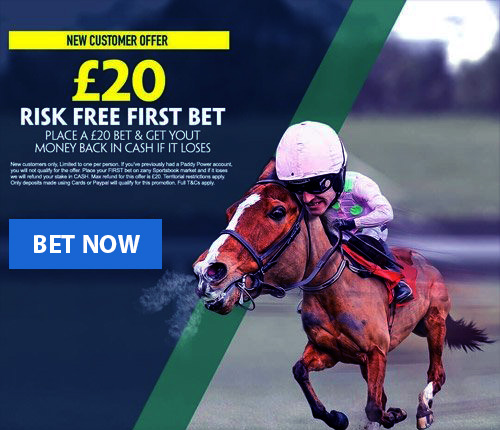 NEW CUSTOMER OFFER
£20
RISK FREE FIRST BET
PLACE A £20 BET & GET YOUT
MONEY BACK IN CASH IF IT LOSES
New customers only, Limited to one per person. If you've previously had a Paddy Power account,
you will not qualify for the offer. Place your FIRST bet on zany Sportsbook market and if it loses
we will refund your stake in CASH. Max refund for this offer is £20. Territorial restrictions apply.
Only deposits made using Cards or Paypal will qualify for this promotion. Full T&Cs apply.
BET NOW